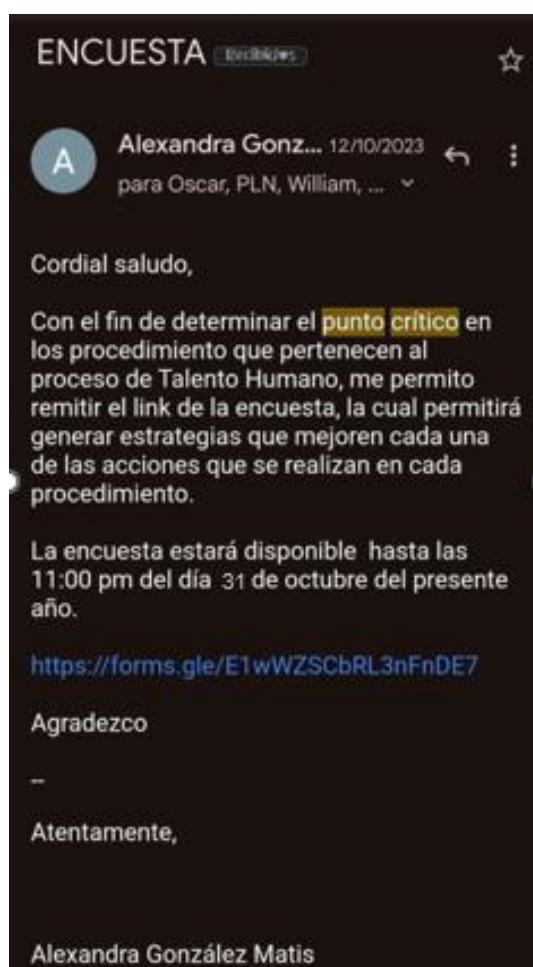 ENCUESTA Recibidos
A
Alexandra Gonz... 12/10/2023
para Oscar, PLN, William, ...
Cordial saludo,
Con el fin de determinar el punto crítico en
los procedimiento que pertenecen al
proceso de Talento Humano, me permito
remitir el link de la encuesta, la cual permitirá
generar estrategias que mejoren cada una
de las acciones que se realizan en cada
procedimiento.
La encuesta estará disponible hasta las
11:00 pm del día 31 de octubre del presente
año.
https://forms.gle/E1wWZSCbRL3nFnDE7
Agradezco
--
Atentamente,
Alexandra González Matis